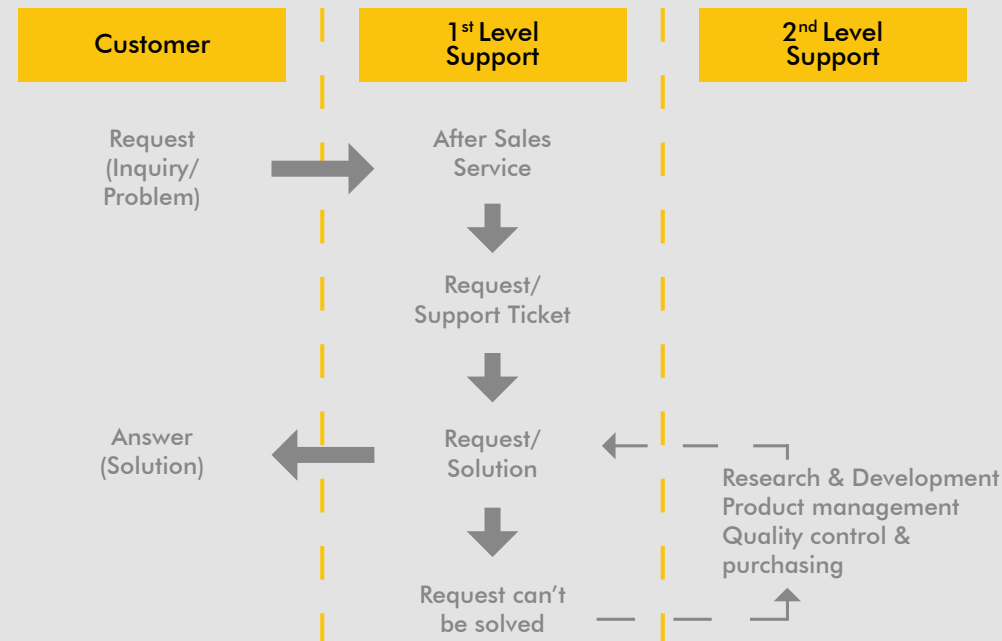 Customer
1st Level
Support
2nd Level
Support
Request
(Inquiry/
Problem)
After Sales
Service
Request/
Support Ticket
Answer
(Solution)
Request/
Solution
Research & Development
Product management
Quality control &
purchasing
Request can't
be solved